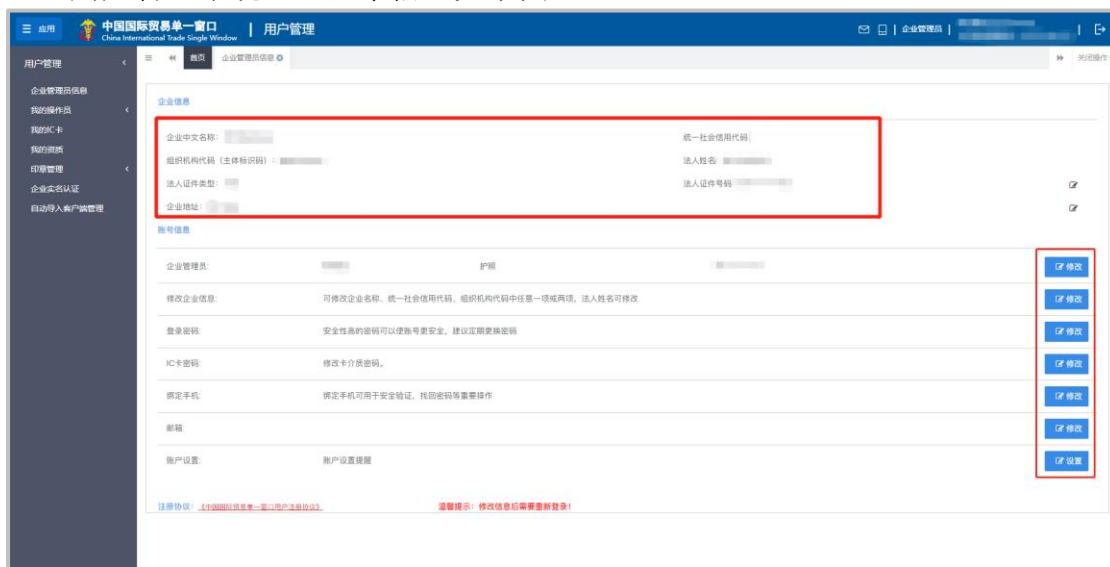 应用 中国国际贸易单一窗口 China International Trade Single Window | 用户管理 企业管理员
用户管理
首页 企业管理员信息 关闭操作
企业管理员信息
我的操作员
我的IC卡
我的资质
印章管理
企业实名认证
自动导入客户端管理
企业信息
企业中文名称: 统一社会信用代码
组织机构代码(主体标识码): 法人姓名:
法人证件类型: 法人证件号码
企业地址:
账号信息
企业管理员: 护照 修改
修改企业信息: 可修改企业名称、统一社会信用代码、组织机构代码中任意一项或两项,法人姓名可修改 修改
登录密码: 安全性高的密码可以使账号更安全,建议定期更换密码 修改
IC卡密码: 修改卡介质密码。 修改
绑定手机: 绑定手机可用于安全验证,找回密码等重要操作 修改
邮箱: 修改
账户设置: 账户设置提醒 设置
注册协议:《中国国际贸易单一窗口用户注册协议》 温馨提示:修改信息后需要重新登录!